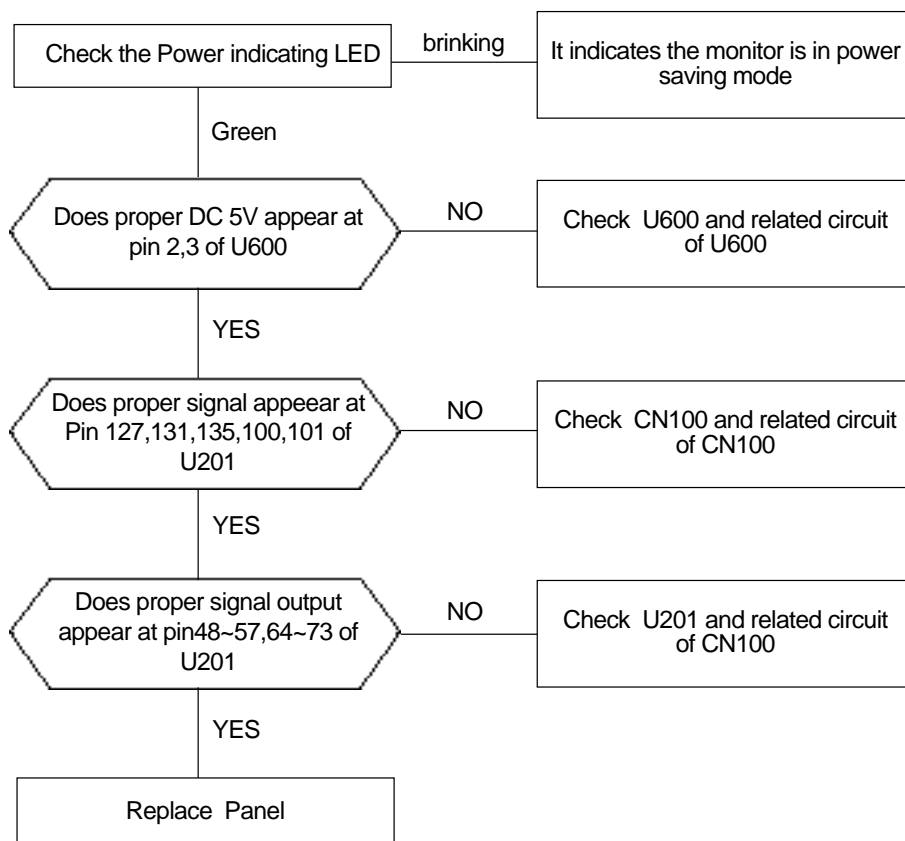 Check the Power indicating LED
brinking
It indicates the monitor is in power
saving mode
Green
Does proper DC 5V appear at
pin 2,3 of U600
NO
Check U600 and related circuit
of U600
YES
Does proper signal appeear at
Pin 127,131,135,100,101 of
U201
NO
Check CN100 and related circuit
of CN100
YES
Does proper signal output
appear at pin48~57,64~73 of
U201
NO
Check U201 and related circuit
of CN100
YES
Replace Panel